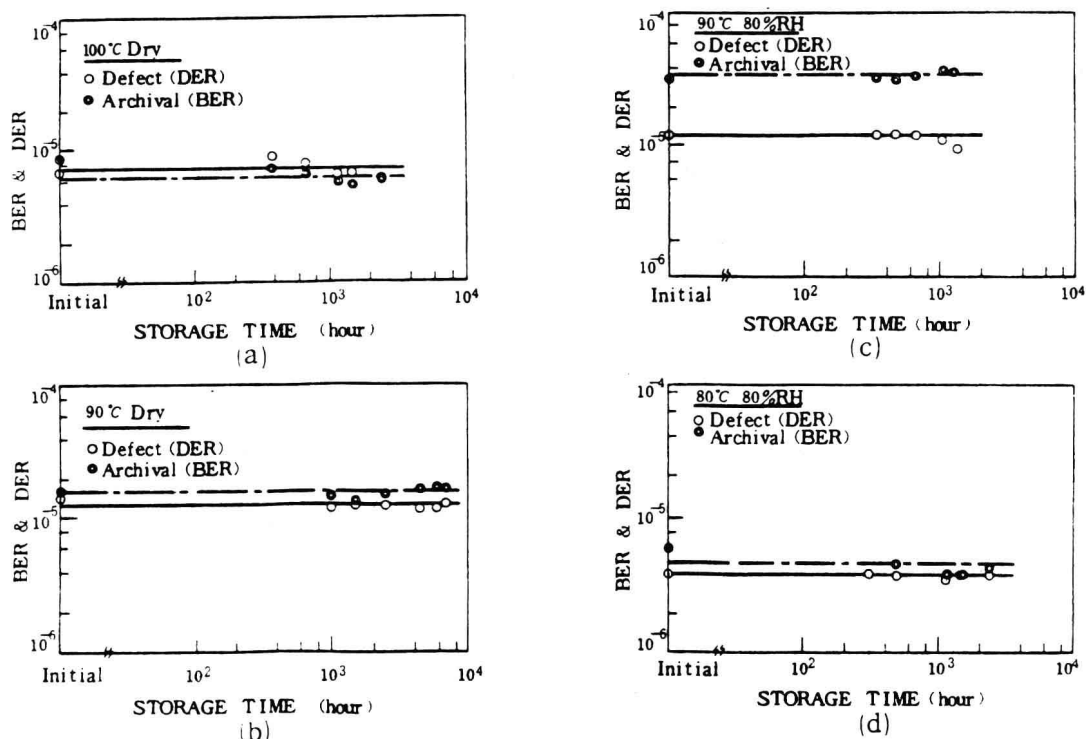 10⁻⁴
100℃ Dry
○ Defect (DER)
● Archival (BER)
10⁻⁵
BER & DER
10⁻⁶
Initial
10²
10³
10⁴
STORAGE TIME (hour)
(a)
10⁻⁴
90℃ Dry
○ Defect (DER)
● Archival (BER)
10⁻⁵
BER & DER
10⁻⁶
Initial
10²
10³
10⁴
STORAGE TIME (hour)
(b)
10⁻⁴
90℃ 80%RH
○ Defect (DER)
● Archival (BER)
10⁻⁵
BER & DER
10⁻⁶
Initial
10²
10³
10⁴
STORAGE TIME (hour)
(c)
10⁻⁴
80℃ 80%RH
○ Defect (DER)
● Archival (BER)
10⁻⁵
BER & DER
10⁻⁶
Initial
10²
10³
10⁴
STORAGE TIME (hour)
(d)